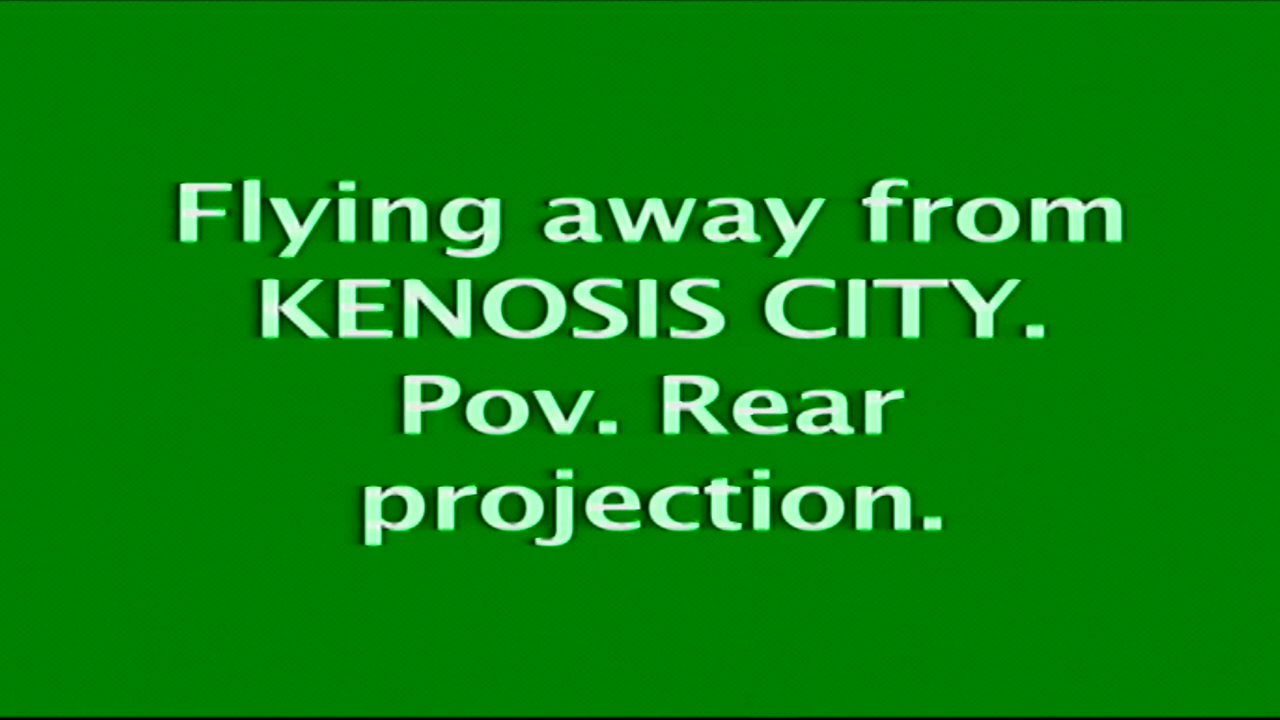 Flying away from
KENOSIS CITY.
Pov. Rear
projection.